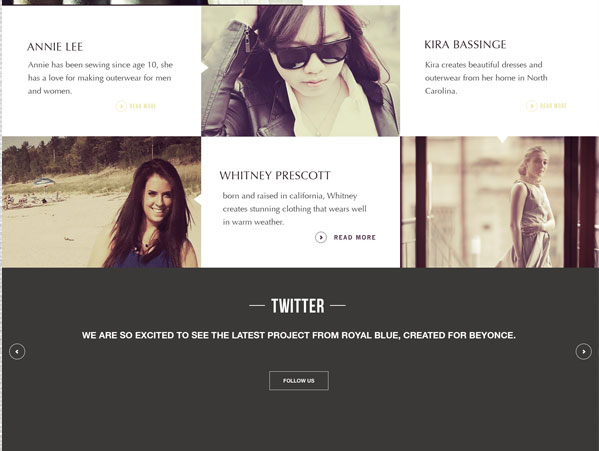 ANNIE LEE
Annie has been sewing since age 10, she
has a love for making outerwear for men
and women.
READ MORE
KIRA BASSINGE
Kira creates beautiful dresses and
outerwear from her home in North
Carolina.
READ MORE
WHITNEY PRESCOTT
born and raised in california, Whitney
creates stunning clothing that wears well
in warm weather.
READ MORE
TWITTER
WE ARE SO EXCITED TO SEE THE LATEST PROJECT FROM ROYAL BLUE, CREATED FOR BEYONCE.
FOLLOW US